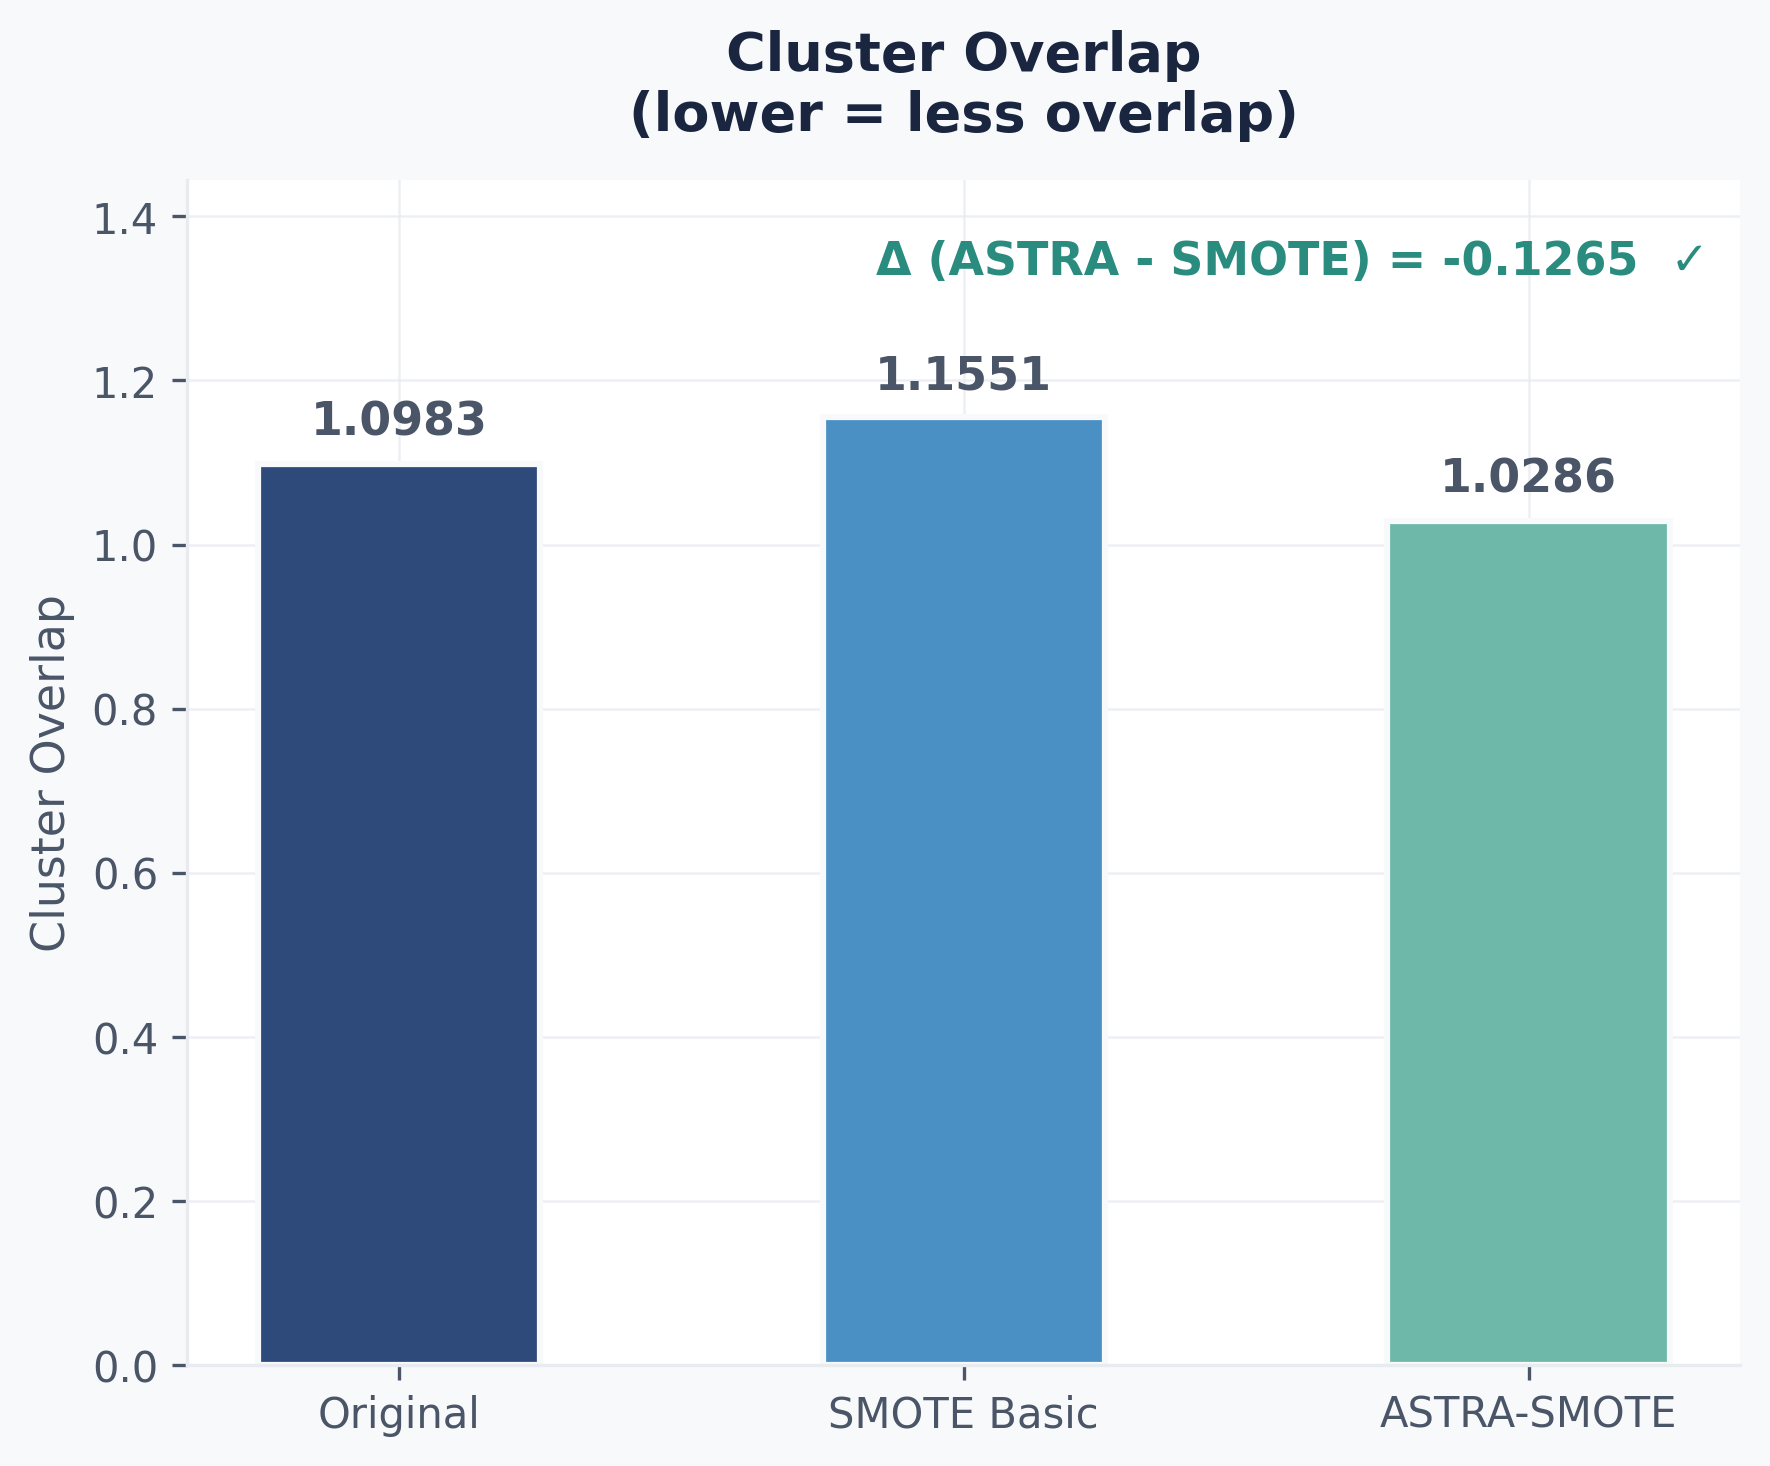 Cluster Overlap
(lower = less overlap)
Δ (ASTRA - SMOTE) = -0.1265 ✓
1.0983
1.1551
1.0286
Cluster Overlap
1.4
1.2
1.0
0.8
0.6
0.4
0.2
0.0
Original
SMOTE Basic
ASTRA-SMOTE